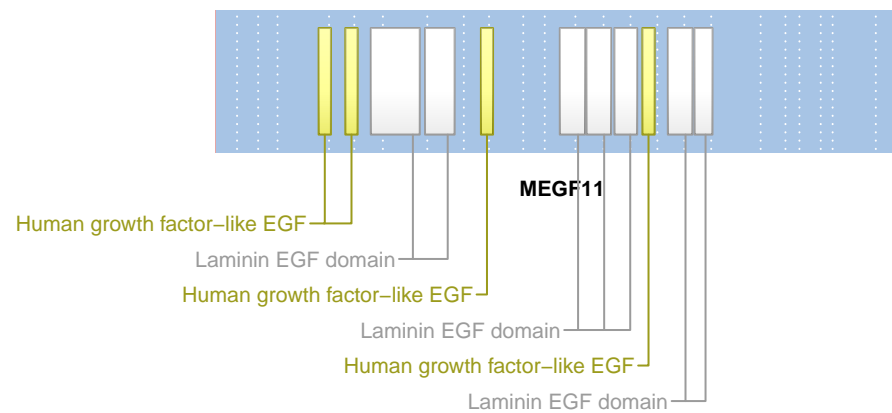 MEGF11
Human growth factor−like EGF
Laminin EGF domain
Human growth factor−like EGF
Laminin EGF domain
Human growth factor−like EGF
Laminin EGF domain